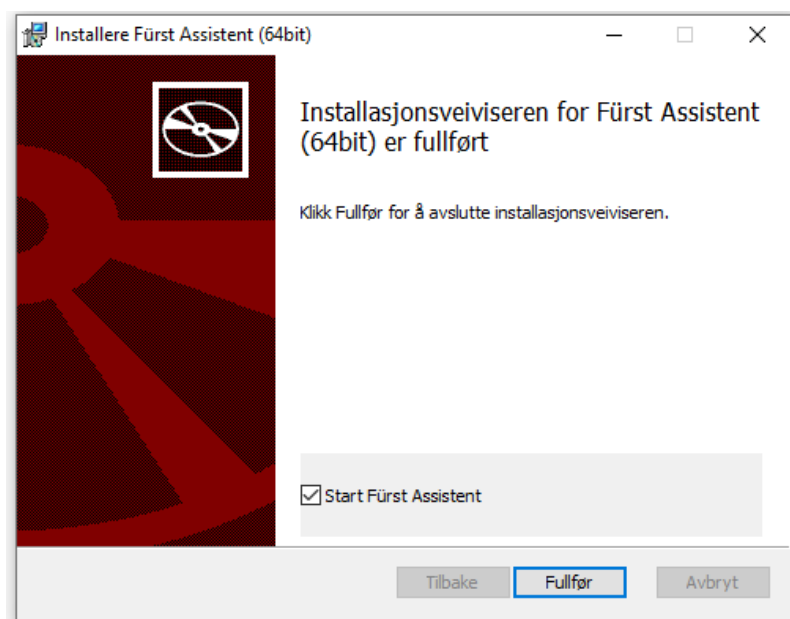 Installere Fürst Assistent (64bit)
Installasjonsveiviseren for Fürst Assistent
(64bit) er fullført
Klikk Fullfør for å avslutte installasjonsveiviseren.
Start Fürst Assistent
Tilbake
Fullfør
Avbryt